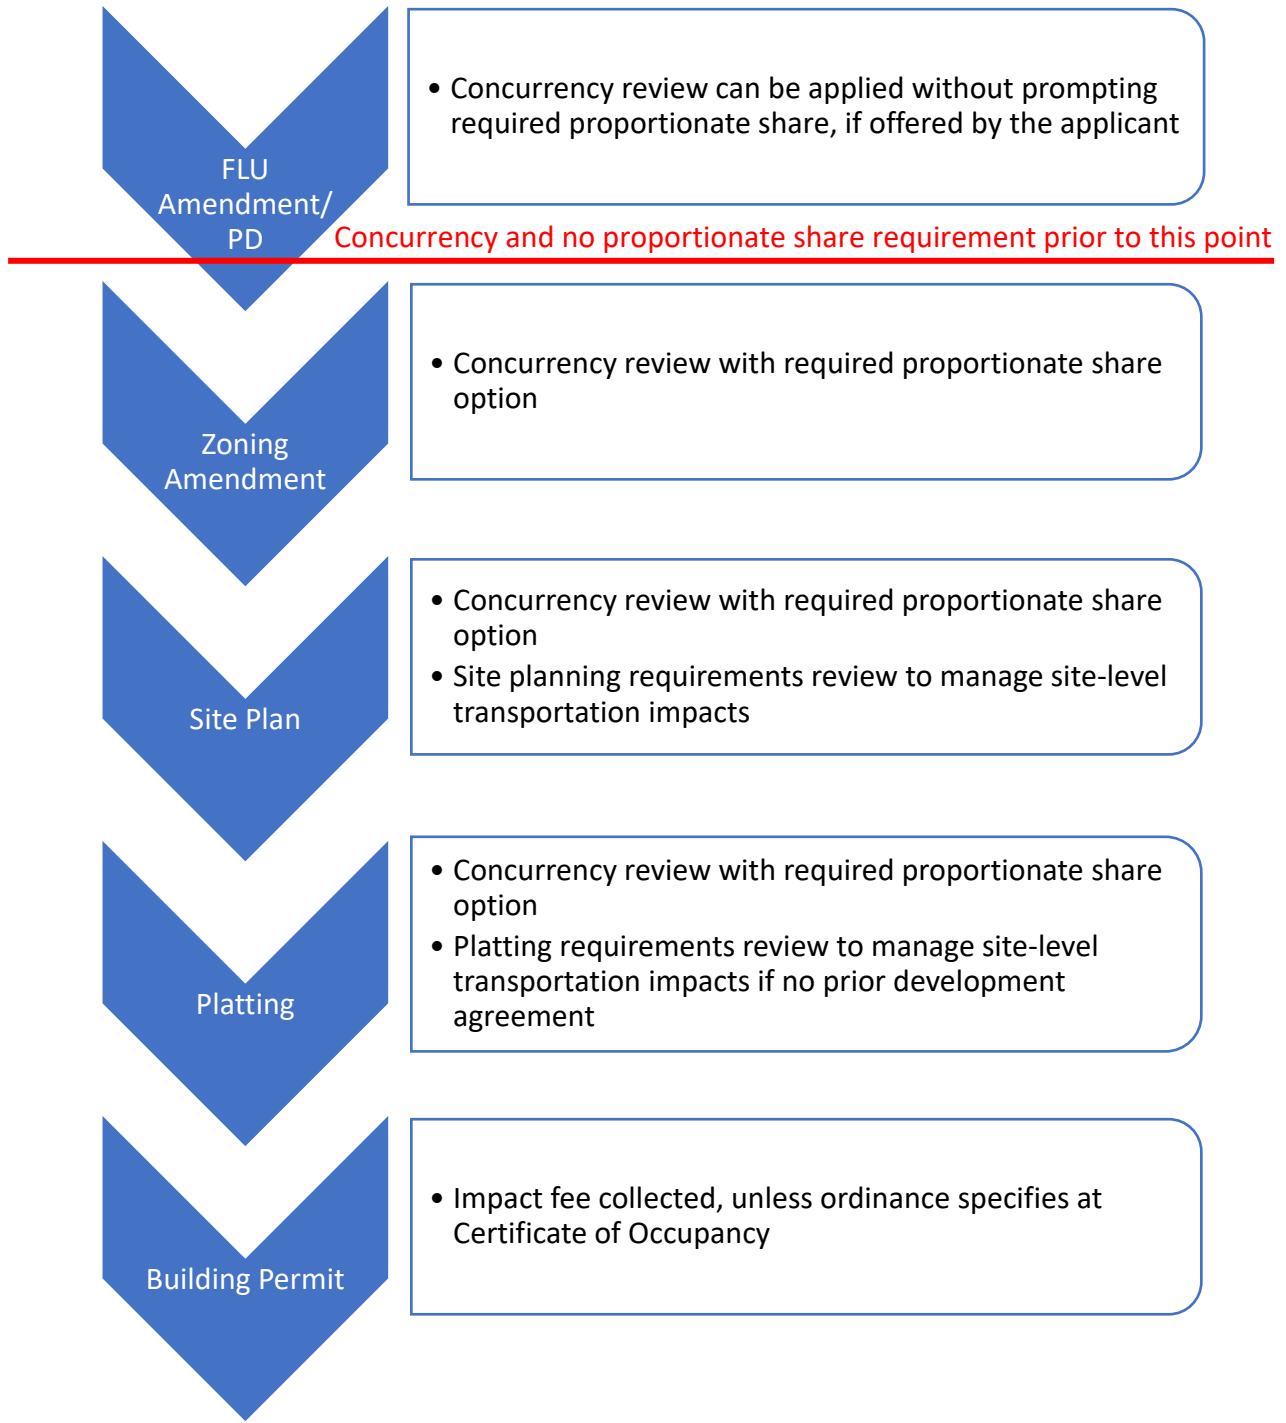 • Concurrency review can be applied without prompting
required proportionate share, if offered by the applicant
FLU
Amendment/
PD
Concurrency and no proportionate share requirement prior to this point
• Concurrency review with required proportionate share
option
Zoning
Amendment
• Concurrency review with required proportionate share
option
• Site planning requirements review to manage site-level
transportation impacts
Site Plan
• Concurrency review with required proportionate share
option
• Platting requirements review to manage site-level
transportation impacts if no prior development
agreement
Platting
• Impact fee collected, unless ordinance specifies at
Certificate of Occupancy
Building Permit